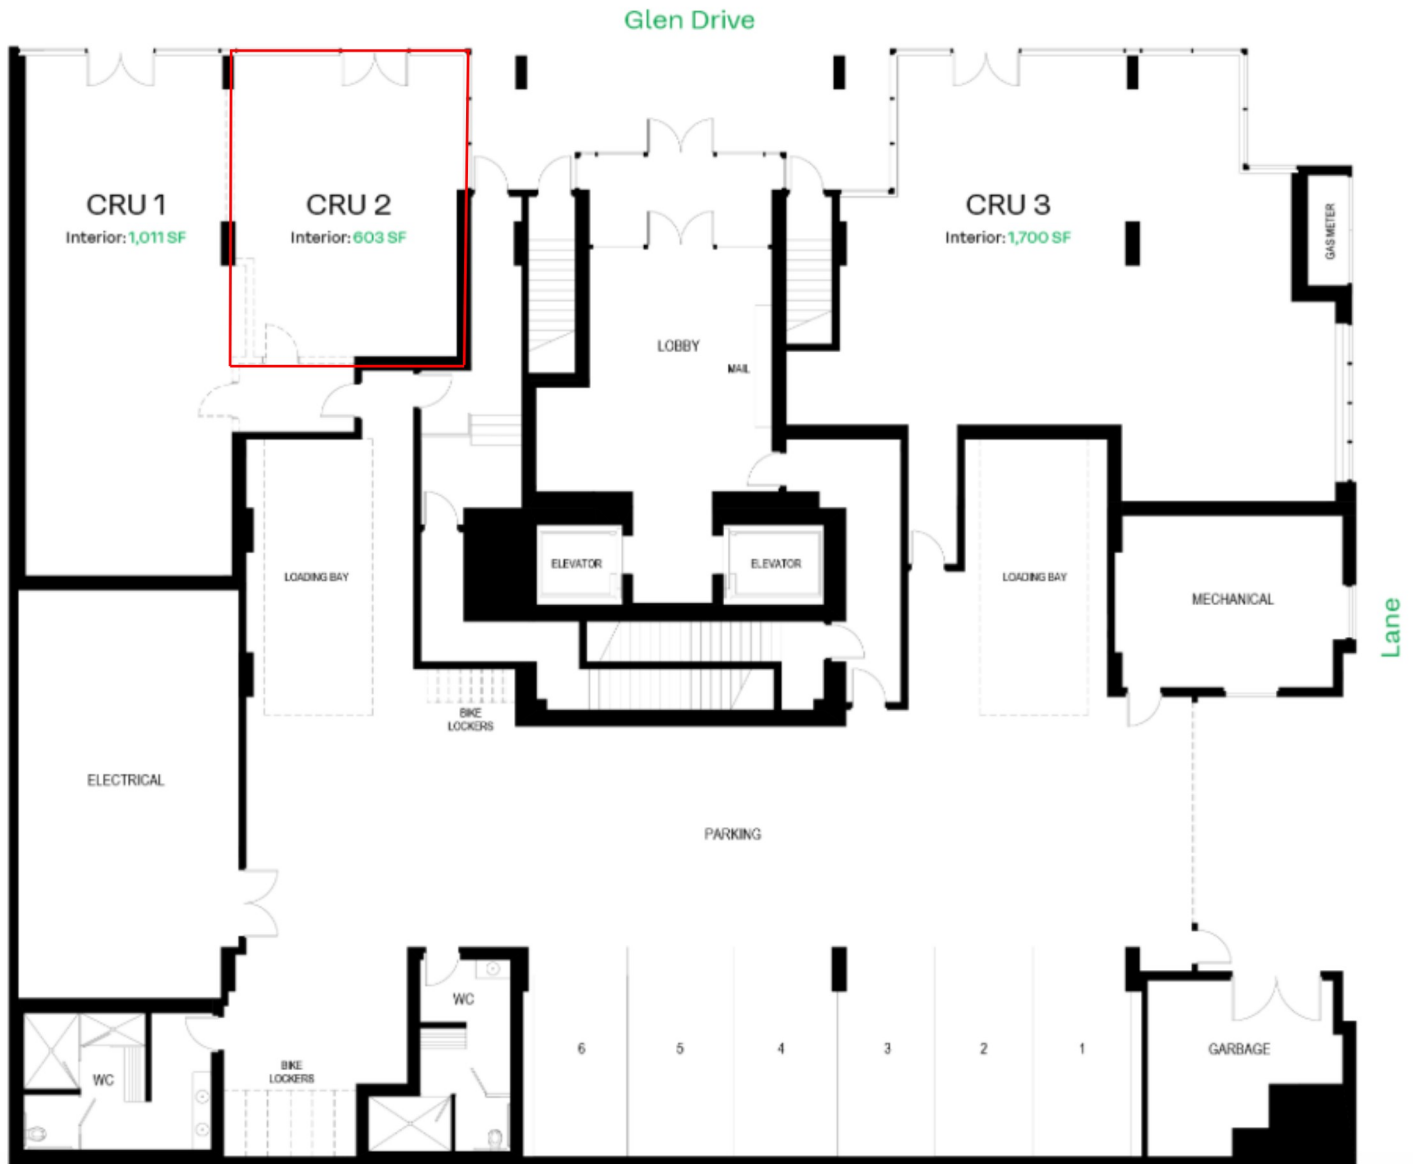 Glen Drive
CRU 1
Interior: 1,011 SF
CRU 2
Interior: 603 SF
CRU 3
Interior: 1,700 SF
GAS METER
LOBBY
MAIL
ELEVATOR
ELEVATOR
LOADING BAY
LOADING BAY
MECHANICAL
Lane
BIKE
LOCKERS
ELECTRICAL
PARKING
WC
6
5
4
3
2
1
GARBAGE
WC
BIKE
LOCKERS